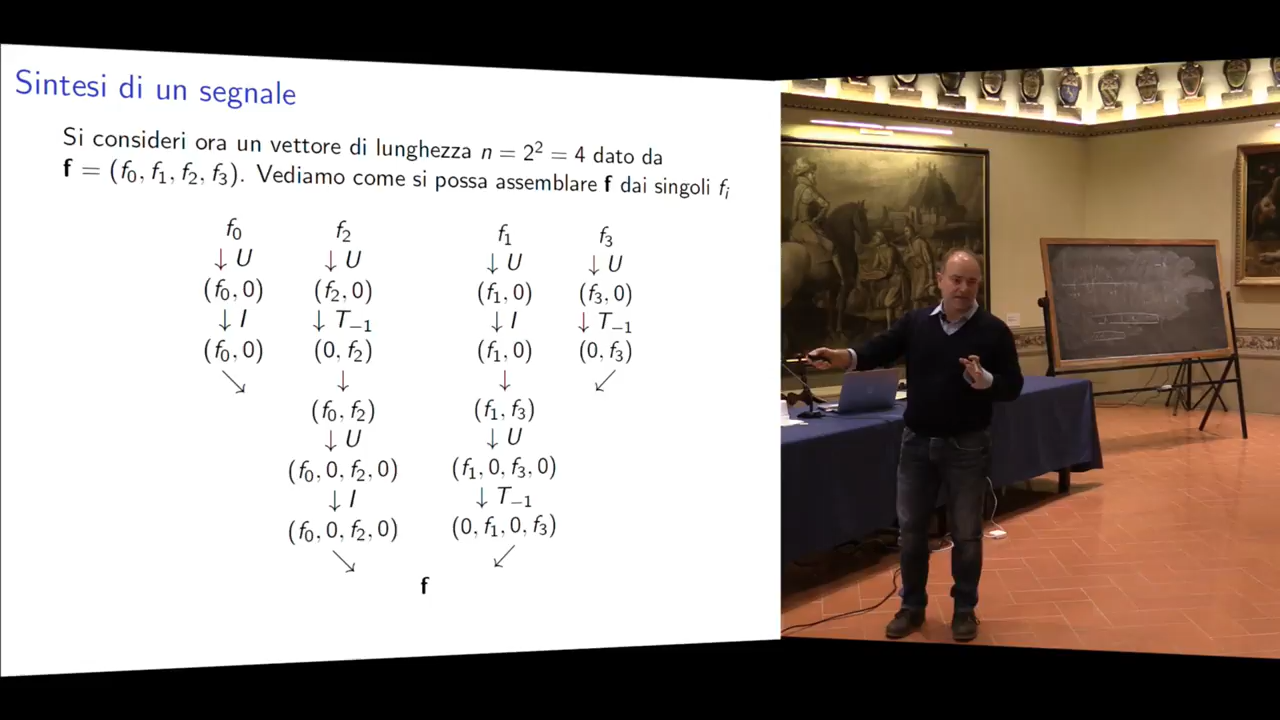 Sintesi di un segnale
Si consideri ora un vettore di lunghezza n = 2² = 4 dato da
f = (f₀, f₁, f₂, f₃). Vediamo come si possa assemblare f dai singoli fᵢ
f₀ f₂ f₁ f₃
↓ U ↓ U ↓ U ↓ U
(f₀, 0) (f₂, 0) (f₁, 0) (f₃, 0)
↓ I ↓ T₋₁ ↓ I ↓ T₋₁
(f₀, 0) (0, f₂) (f₁, 0) (0, f₃)
↘ ↓ ↓ ↙
(f₀, f₂) (f₁, f₃)
↓ U ↓ U
(f₀, 0, f₂, 0) (f₁, 0, f₃, 0)
↓ I ↓ T₋₁
(f₀, 0, f₂, 0) (0, f₁, 0, f₃)
↘ ↙
f